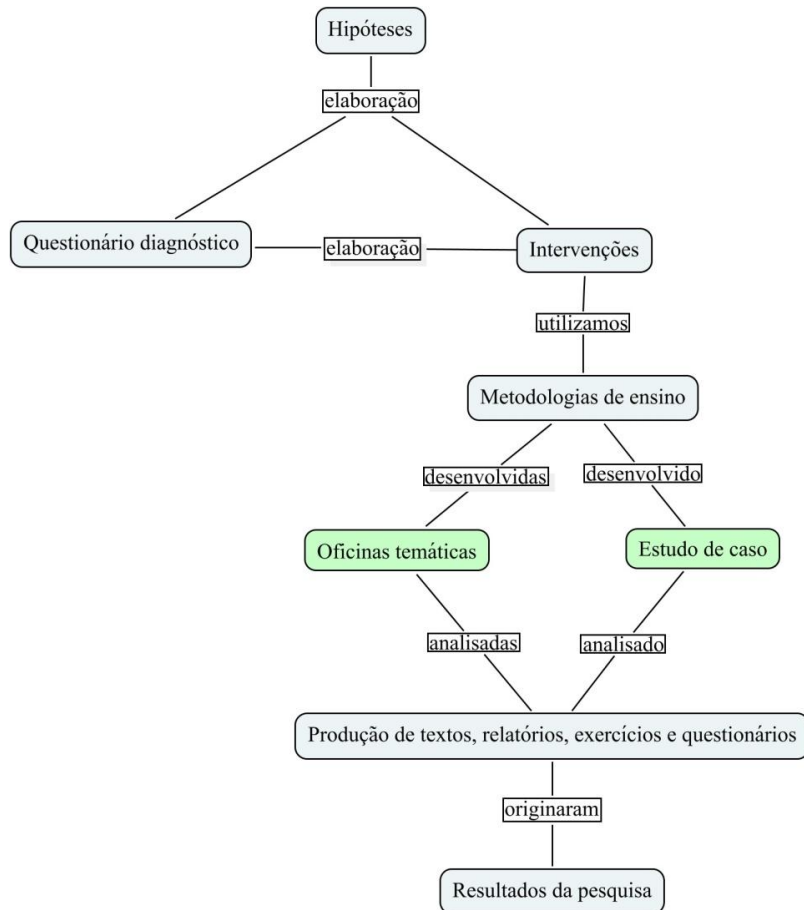 Hipóteses
elaboração
Questionário diagnóstico
elaboração
Intervenções
utilizamos
Metodologias de ensino
desenvolvidas
desenvolvido
Oficinas temáticas
Estudo de caso
analisadas
analisado
Produção de textos, relatórios, exercícios e questionários
originaram
Resultados da pesquisa